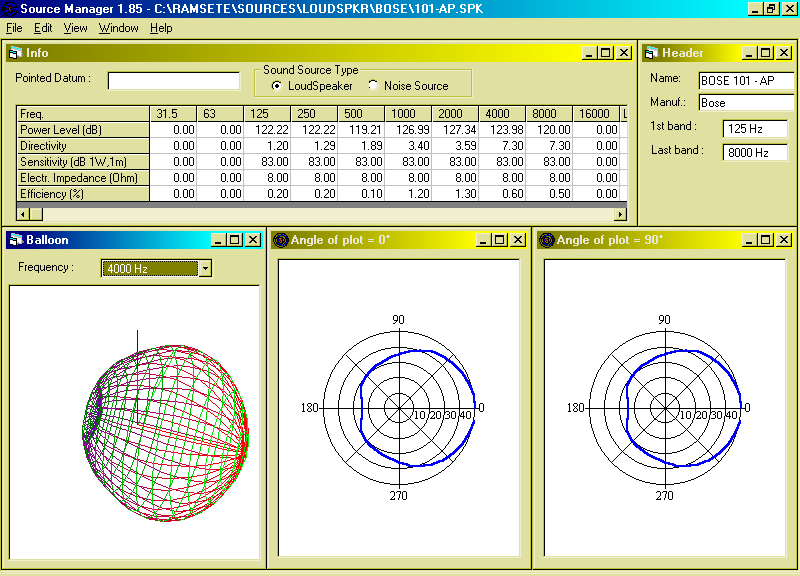 Source Manager 1.85 - C:\RAMSETE\SOURCES\LOUDSPKR\BOSE\101-AP.SPK
File Edit View Window Help
Info
Pointed Datum :
Sound Source Type
LoudSpeaker Noise Source
Freq. 31.5 63 125 250 500 1000 2000 4000 8000 16000 L
Power Level (dB) 0.00 0.00 122.22 122.22 119.21 126.99 127.34 123.98 120.00 0.00
Directivity 0.00 0.00 1.20 1.29 1.89 3.40 3.59 7.30 7.30 0.00
Sensitivity (dB 1W,1m) 0.00 0.00 83.00 83.00 83.00 83.00 83.00 83.00 83.00 0.00
Electr. Impedance (Ohm) 0.00 0.00 8.00 8.00 8.00 8.00 8.00 8.00 8.00 0.00
Efficiency (%) 0.00 0.00 0.20 0.20 0.10 1.20 1.30 0.60 0.50 0.00
Header
Name: BOSE 101 - AP
Manuf.: Bose
1st band : 125 Hz
Last band : 8000 Hz
Balloon
Frequency : 4000 Hz
Angle of plot = 0°
90
180 10 20 30 40 0
270
Angle of plot = 90°
90
180 10 20 30 40 0
270